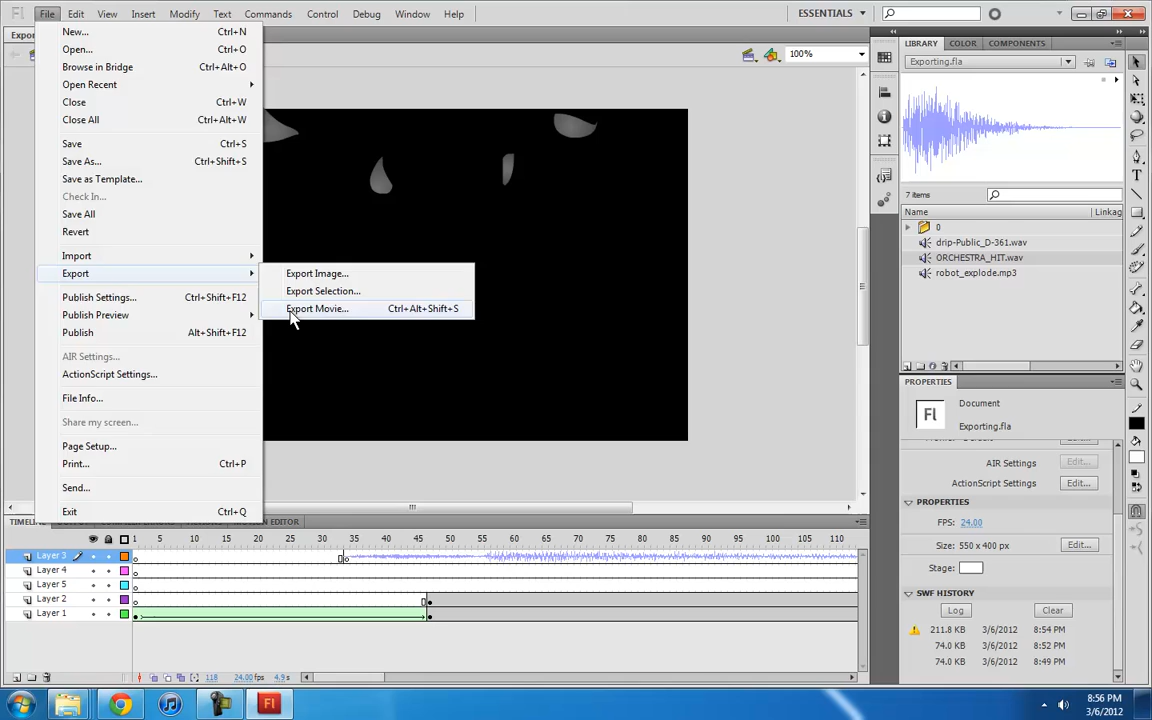 Fl File Edit View Insert Modify Text Commands Control Debug Window Help ESSENTIALS
Expor
New... Ctrl+N
Open... Ctrl+O
Browse in Bridge Ctrl+Alt+O
Open Recent
Close Ctrl+W
Close All Ctrl+Alt+W
Save Ctrl+S
Save As... Ctrl+Shift+S
Save as Template...
Check In...
Save All
Revert
Import
Export
Publish Settings... Ctrl+Shift+F12
Publish Preview
Publish Alt+Shift+F12
AIR Settings...
ActionScript Settings...
File Info...
Share my screen...
Page Setup...
Print... Ctrl+P
Send...
Exit Ctrl+Q
Export Image...
Export Selection...
Export Movie... Ctrl+Alt+Shift+S
100%
LIBRARY COLOR COMPONENTS
Exporting.fla
7 items
Name Linkag
0
drip-Public_D-361.wav
ORCHESTRA_HIT.wav
robot_explode.mp3
PROPERTIES
Fl Document
Exporting.fla
AIR Settings Edit...
ActionScript Settings Edit...
PROPERTIES
FPS: 24.00
Size: 550 x 400 px Edit...
Stage:
SWF HISTORY
Log Clear
211.8 KB 3/6/2012 8:54 PM
74.0 KB 3/6/2012 8:52 PM
74.0 KB 3/6/2012 8:49 PM
TIMELINE EDITOR
1 5 10 15 20 25 30 35 40 45 50 55 60 65 70 75 80 85 90 95 100 105 110
Layer 3
Layer 4
Layer 5
Layer 2
Layer 1
118 24.00 fps 4.9s
Fl
8:56 PM
3/6/2012